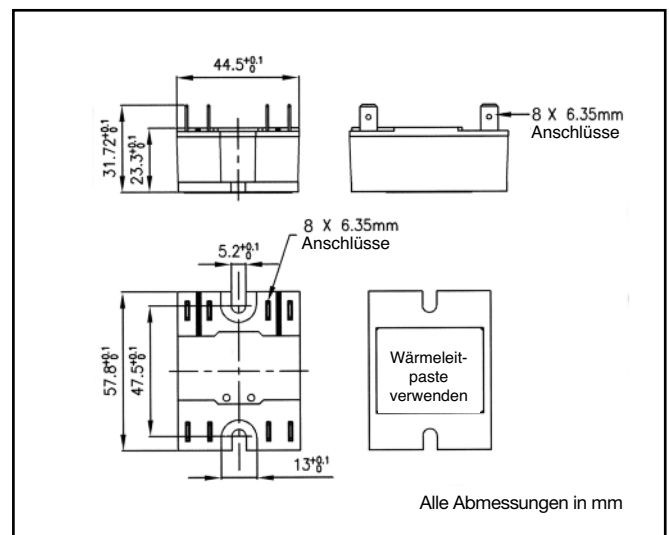 44.5+0.1 0
8 X 6.35mm
Anschlüsse
31.72+0.1 0
23.3+0.1 0
8 X 6.35mm
Anschlüsse
5.2+0.1 0
57.8+0.1 0
47.5+0.1 0
Wärmeleit-
paste
verwenden
13+0.1 0
Alle Abmessungen in mm